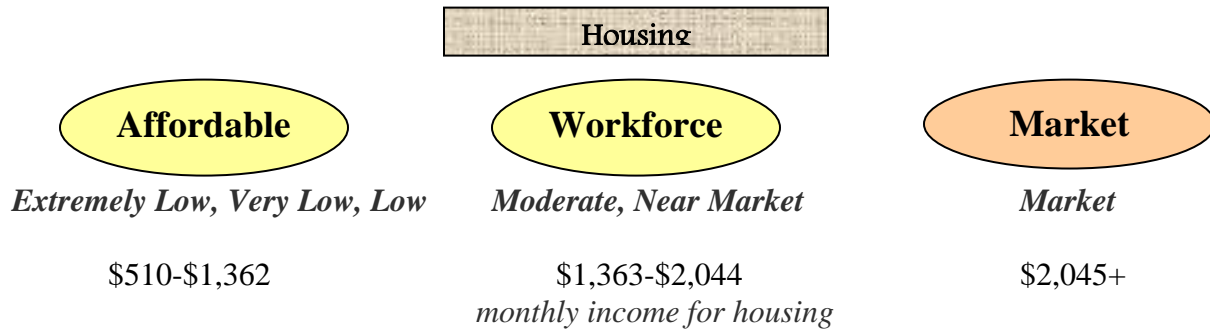 Housing
Affordable Workforce Market
Extremely Low, Very Low, Low Moderate, Near Market Market
$510-$1,362 $1,363-$2,044 $2,045+
monthly income for housing